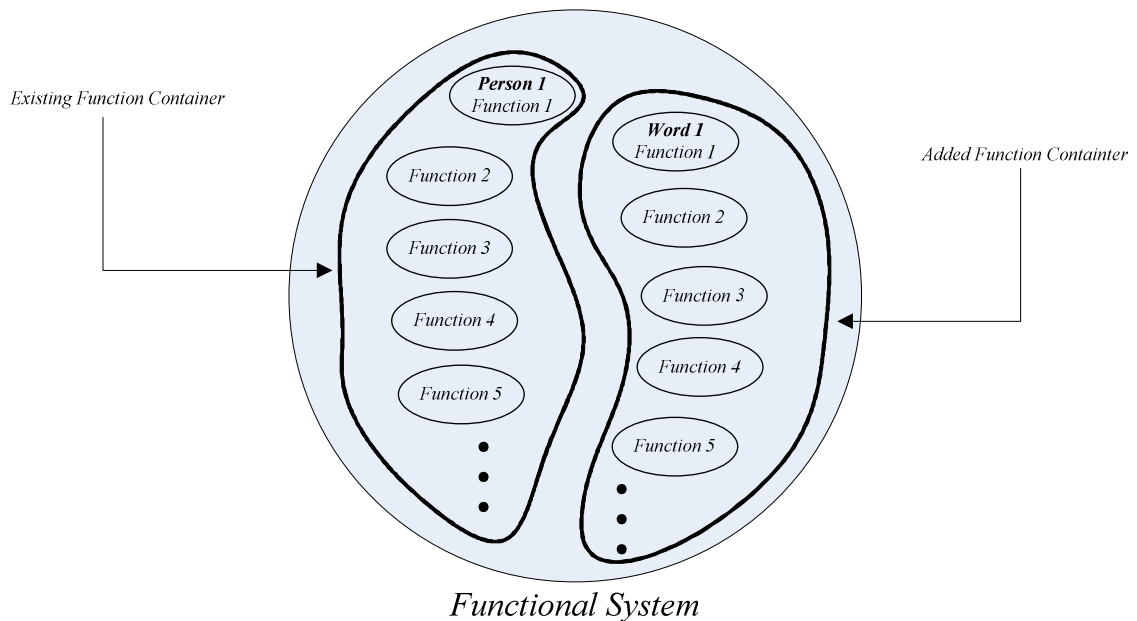 Existing Function Container
Person 1
Function 1
Function 2
Function 3
Function 4
Function 5
Word 1
Function 1
Function 2
Function 3
Function 4
Function 5
Added Function Containter
Functional System